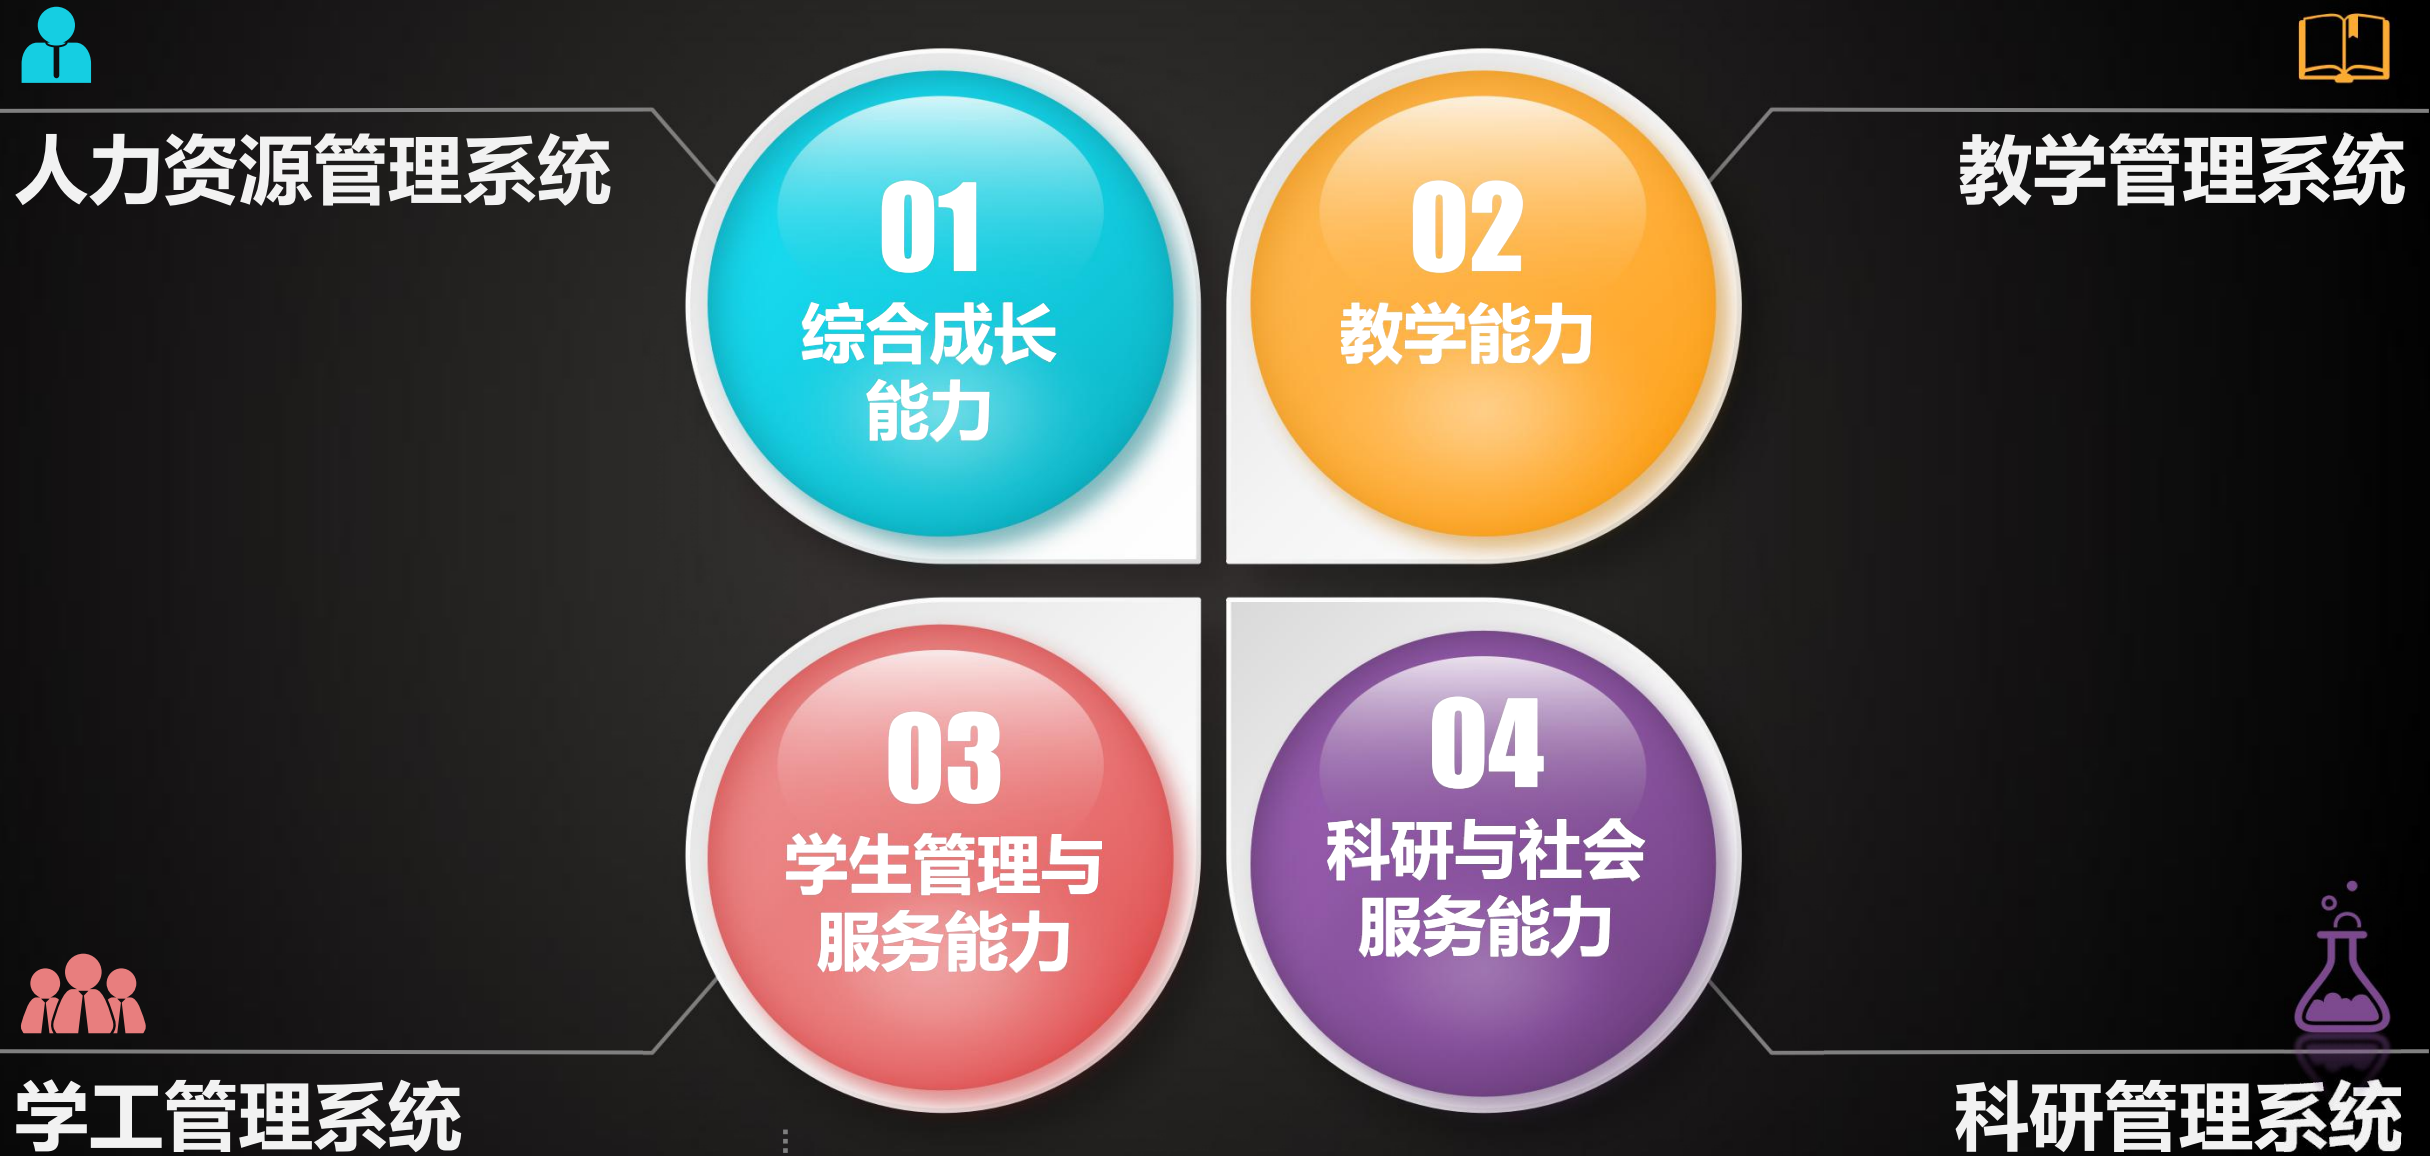 人力资源管理系统
01
综合成长
能力
02
教学能力
教学管理系统
03
学生管理与
服务能力
04
科研与社会
服务能力
学工管理系统
科研管理系统